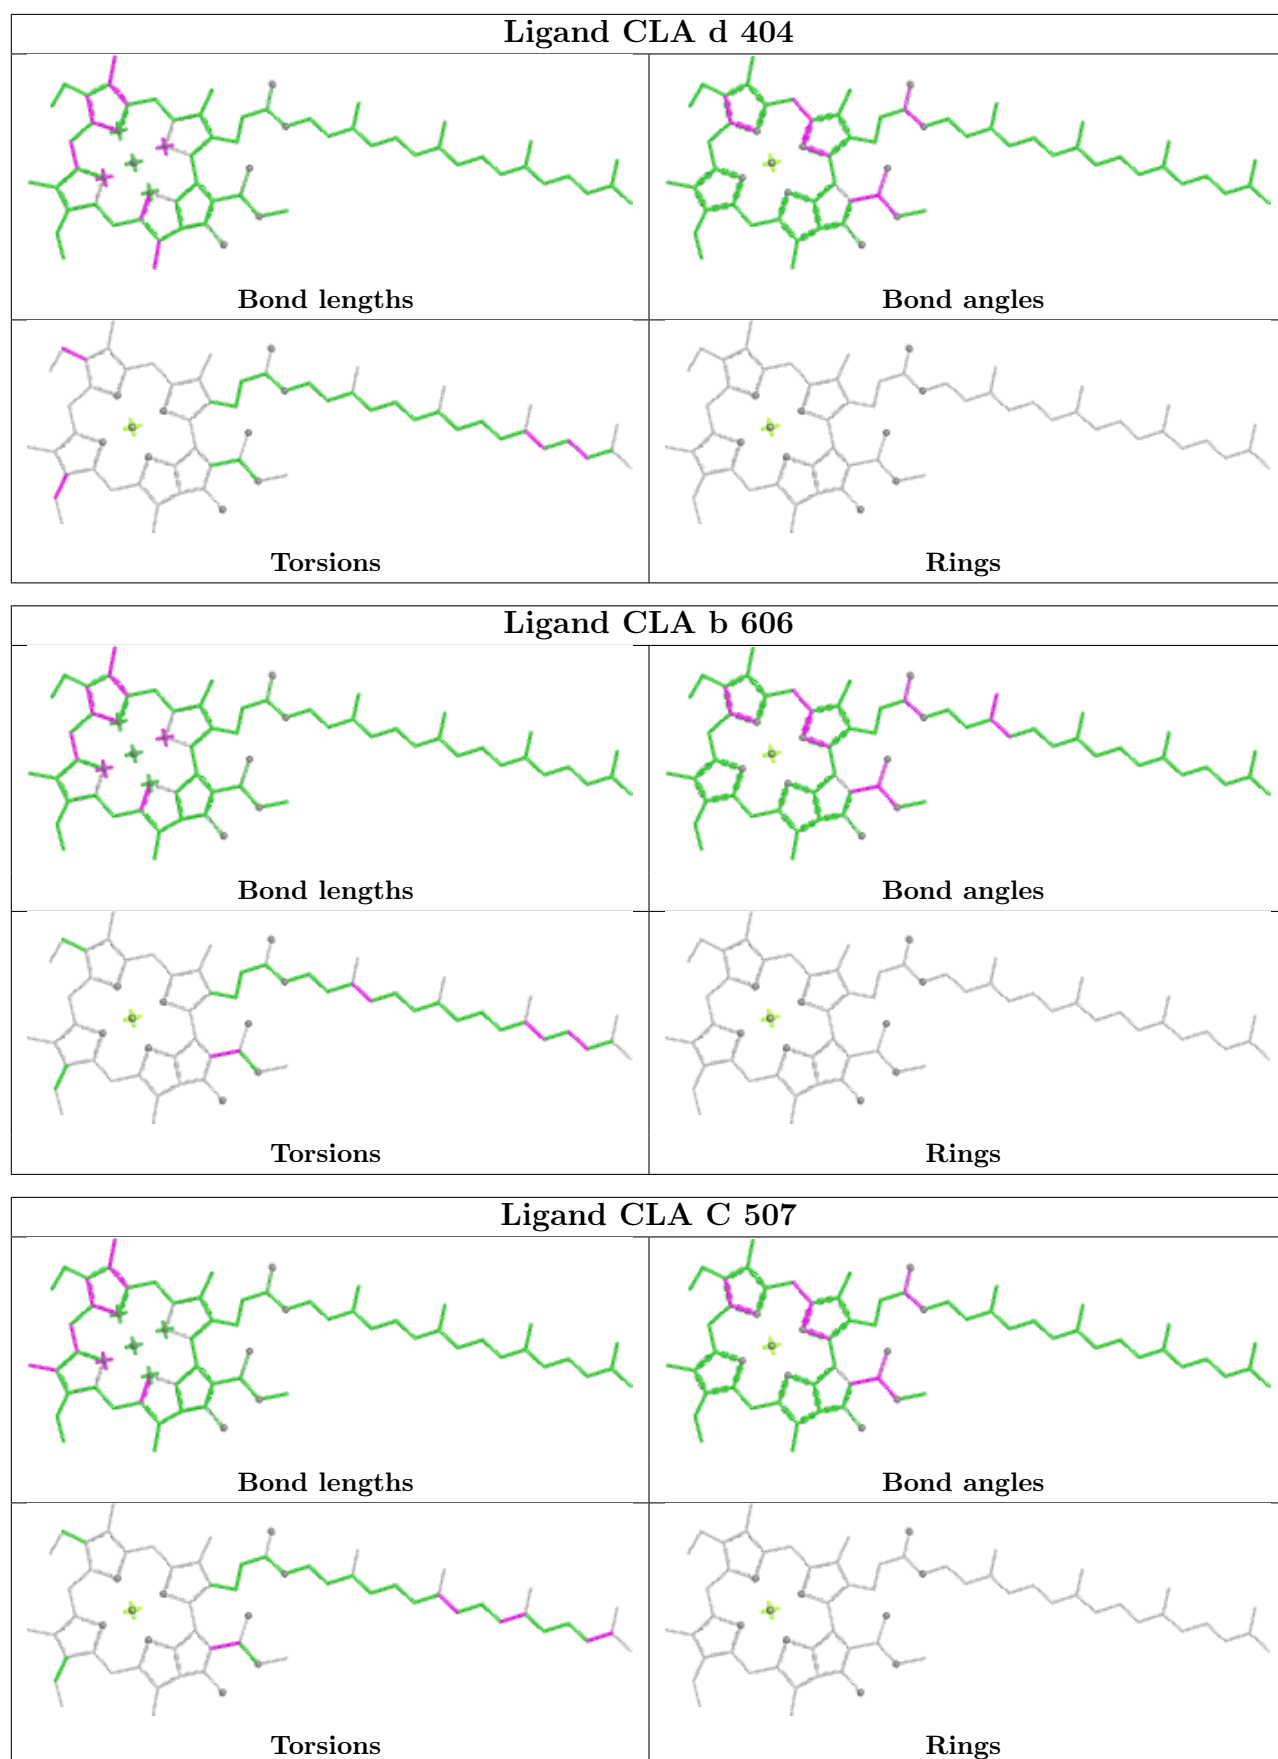 Ligand CLA d 404
Bond lengths
Bond angles
Torsions
Rings
Ligand CLA b 606
Bond lengths
Bond angles
Torsions
Rings
Ligand CLA C 507
Bond lengths
Bond angles
Torsions
Rings